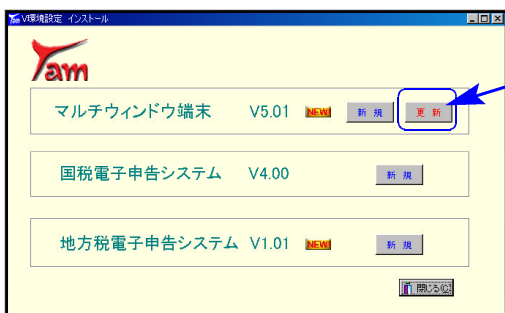 VI環境設定 インストール
Tam
マルチウィンドウ端末 V5.01 NEW! 新 規 更 新
国税電子申告システム V4.00 新 規
地方税電子申告システム V1.01 NEW! 新 規
閉じる(C)